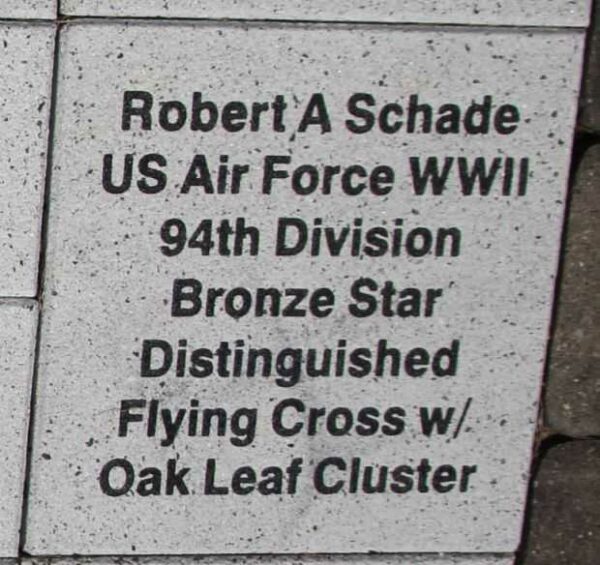 Robert A Schade
US Air Force WWII
94th Division
Bronze Star
Distinguished
Flying Cross w/
Oak Leaf Cluster